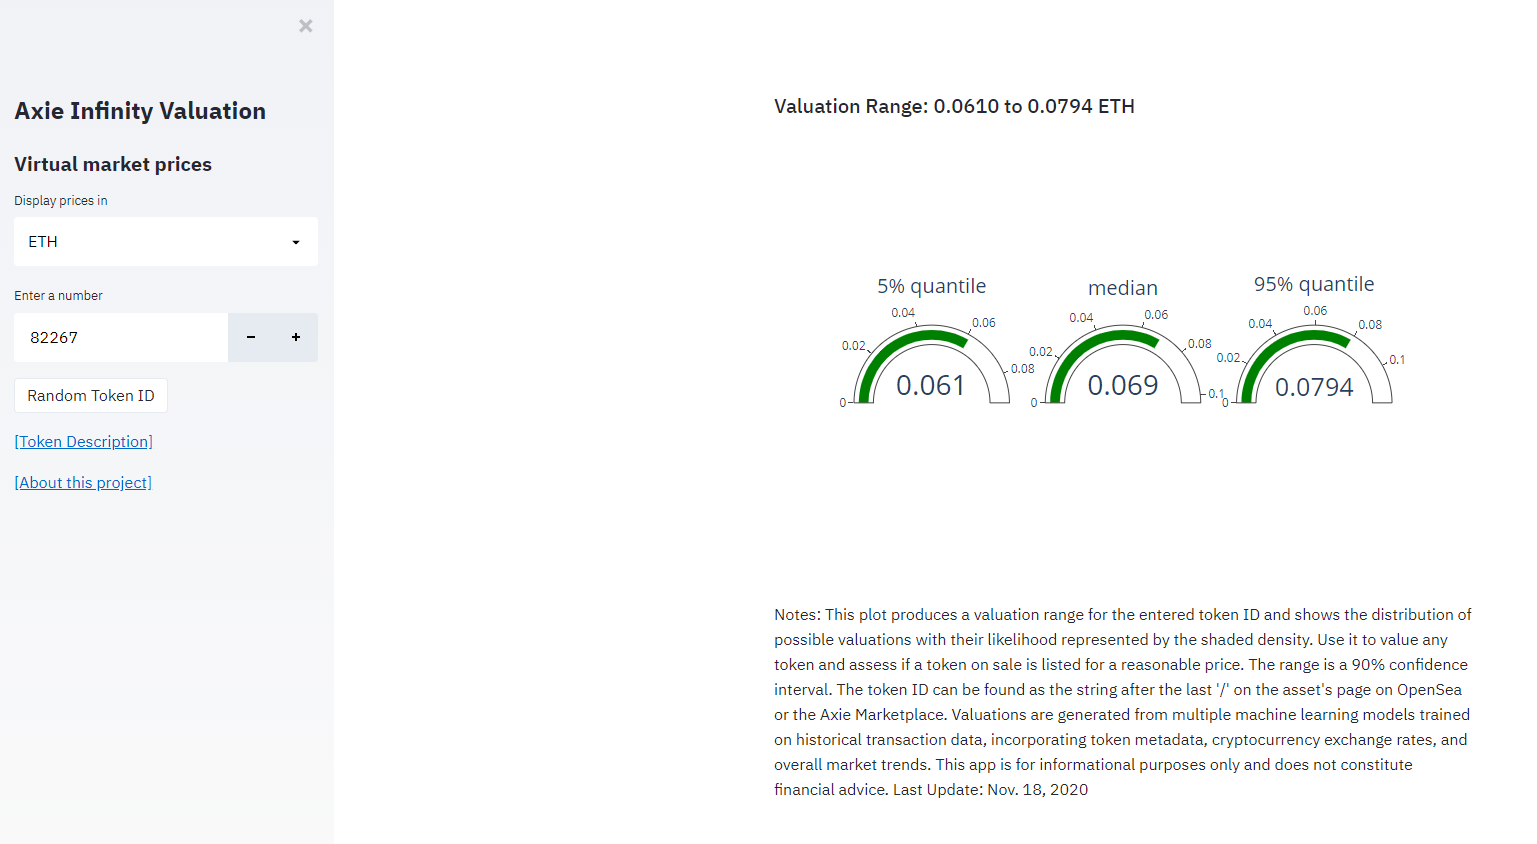 ×
Axie Infinity Valuation
Virtual market prices
Display prices in
ETH
Enter a number
82267
−
+
Random Token ID
[Token Description]
[About this project]
Valuation Range: 0.0610 to 0.0794 ETH
5% quantile
0
0.02
0.04
0.06
0.08
0.061
median
0
0.02
0.04
0.06
0.08
0.1
0.069
95% quantile
0
0.02
0.04
0.06
0.08
0.1
0.0794
Notes: This plot produces a valuation range for the entered token ID and shows the distribution of
possible valuations with their likelihood represented by the shaded density. Use it to value any
token and assess if a token on sale is listed for a reasonable price. The range is a 90% confidence
interval. The token ID can be found as the string after the last '/' on the asset's page on OpenSea
or the Axie Marketplace. Valuations are generated from multiple machine learning models trained
on historical transaction data, incorporating token metadata, cryptocurrency exchange rates, and
overall market trends. This app is for informational purposes only and does not constitute
financial advice. Last Update: Nov. 18, 2020